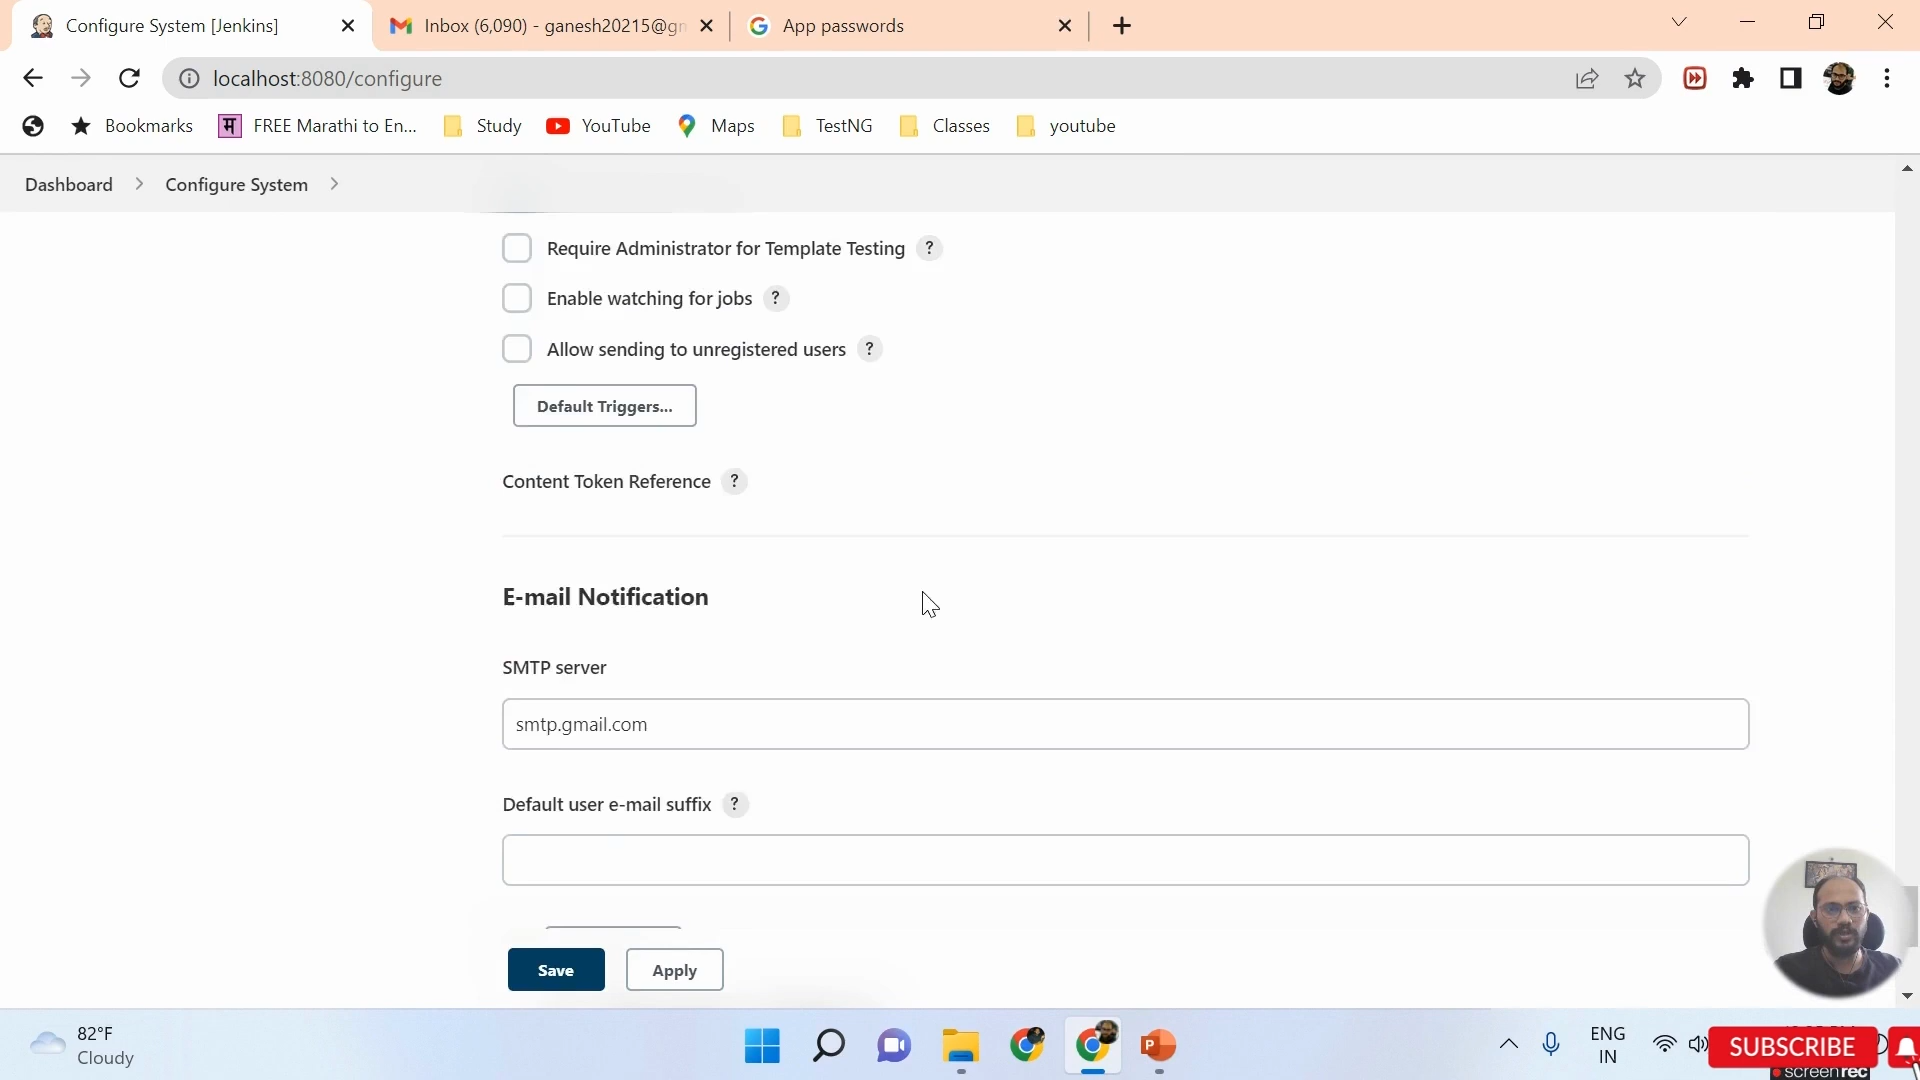 Configure System [Jenkins]
Inbox (6,090) - ganesh20215@gm
App passwords
localhost:8080/configure
Bookmarks
म
FREE Marathi to En...
Study
YouTube
Maps
TestNG
Classes
youtube
Dashboard
Configure System
Require Administrator for Template Testing ?
Enable watching for jobs ?
Allow sending to unregistered users ?
Default Triggers...
Content Token Reference ?
E-mail Notification
SMTP server
smtp.gmail.com
Default user e-mail suffix ?
Save
Apply
82°F
Cloudy
ENG
IN
SUBSCRIBE
screenrec